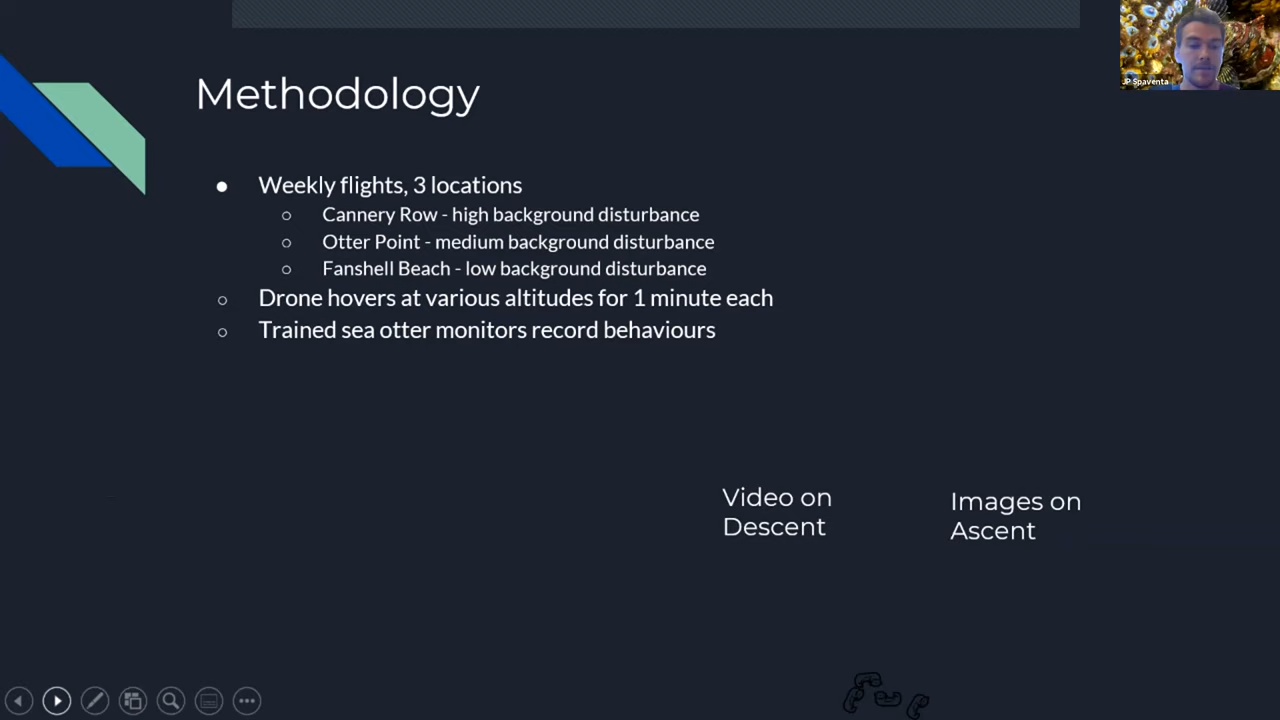 JP Spaventa
Methodology
Weekly flights, 3 locations
Cannery Row - high background disturbance
Otter Point - medium background disturbance
Fanshell Beach - low background disturbance
Drone hovers at various altitudes for 1 minute each
Trained sea otter monitors record behaviours
Video on
Descent
Images on
Ascent